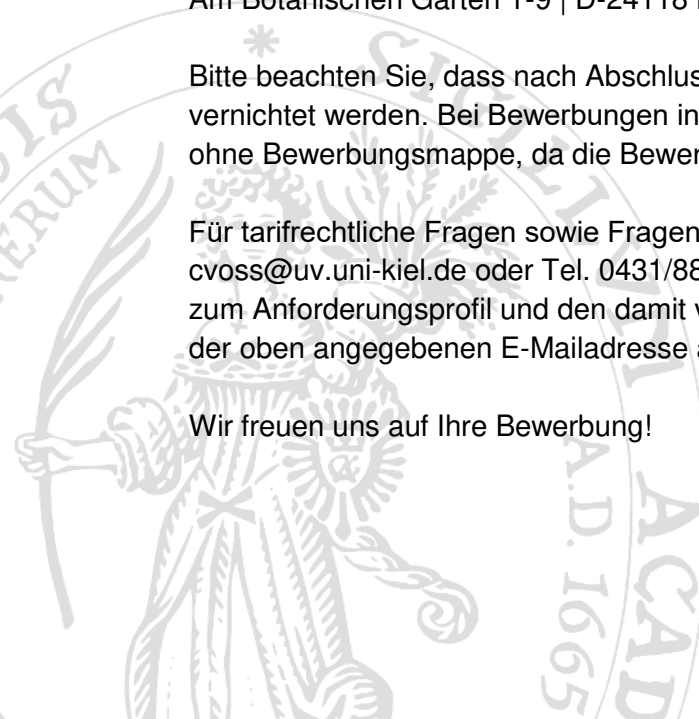 Am Botanischen Garten 1-9 | D-24118
Bitte beachten Sie, dass nach
vernichtet werden. Bei Bewerbungen in
ohne Bewerbungsmappe, da die
Für tarifrechtliche Fragen sowie Fragen
cvoss@uv.uni-kiel.de oder Tel. 0431/88
zum Anforderungsprofil und den damit
der oben angegebenen E-Mailadresse
Wir freuen uns auf Ihre Bewerbung!
A.D. 1665